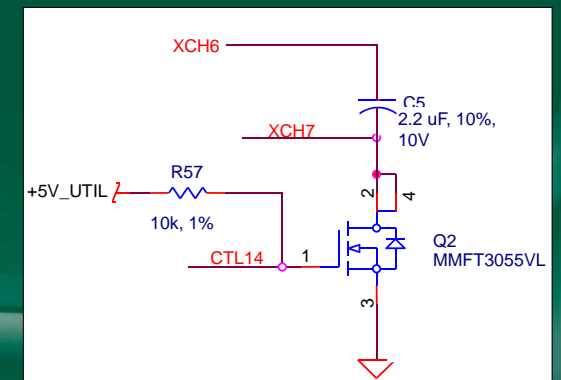 XCH6
C5
2.2 uF, 10%,
10V
XCH7
R57
+5V_UTIL
10k, 1%
2
4
Q2
MMFT3055VL
CTL14
1
3